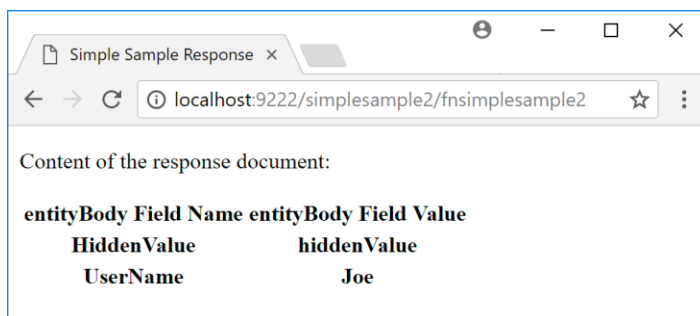 Simple Sample Response
localhost:9222/simplesample2/fnsimplesample2
Content of the response document:
entityBody Field Name entityBody Field Value
HiddenValue hiddenValue
UserName Joe